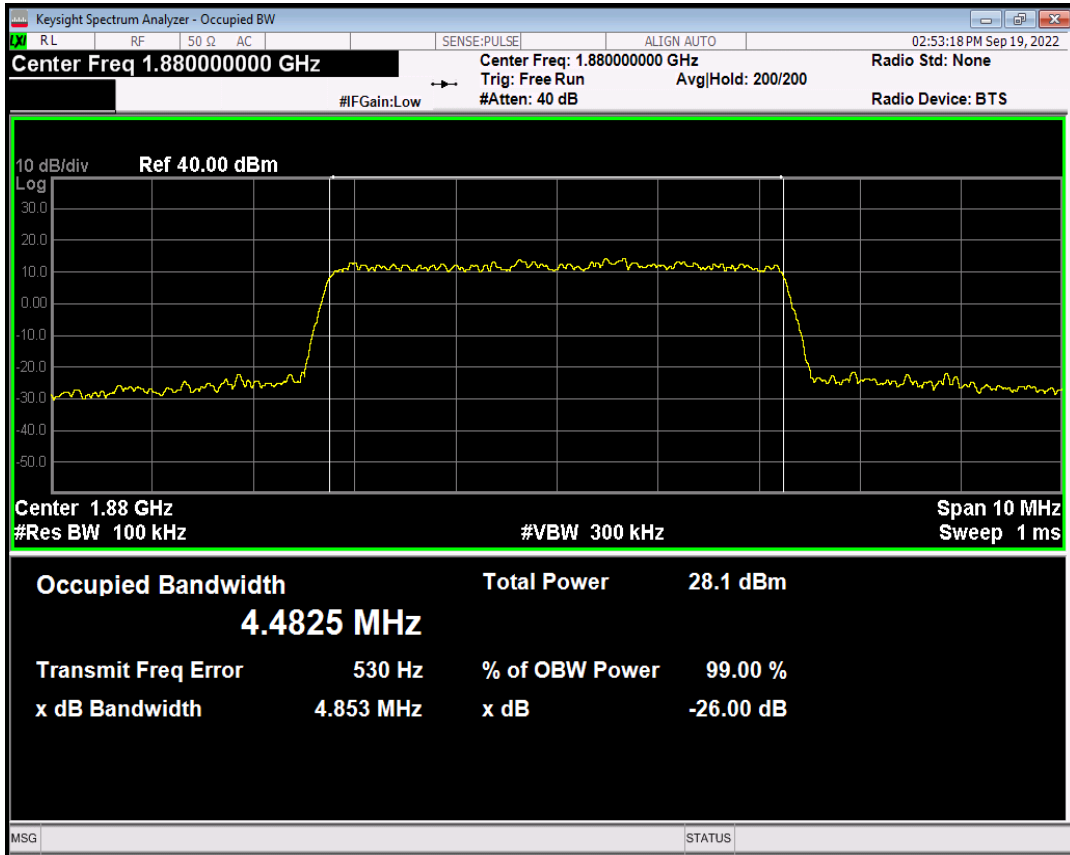 Keysight Spectrum Analyzer - Occupied BW
LXI RL RF 50 Ω AC SENSE:PULSE ALIGN AUTO 02:53:18 PM Sep 19, 2022
Center Freq 1.880000000 GHz Center Freq: 1.880000000 GHz Radio Std: None
Trig: Free Run Avg|Hold: 200/200
#IFGain:Low #Atten: 40 dB Radio Device: BTS
10 dB/div Ref 40.00 dBm
Log
30.0
20.0
10.0
0.00
-10.0
-20.0
-30.0
-40.0
-50.0
Center 1.88 GHz Span 10 MHz
#Res BW 100 kHz #VBW 300 kHz Sweep 1 ms
Occupied Bandwidth Total Power 28.1 dBm
4.4825 MHz
Transmit Freq Error 530 Hz % of OBW Power 99.00 %
x dB Bandwidth 4.853 MHz x dB -26.00 dB
MSG STATUS